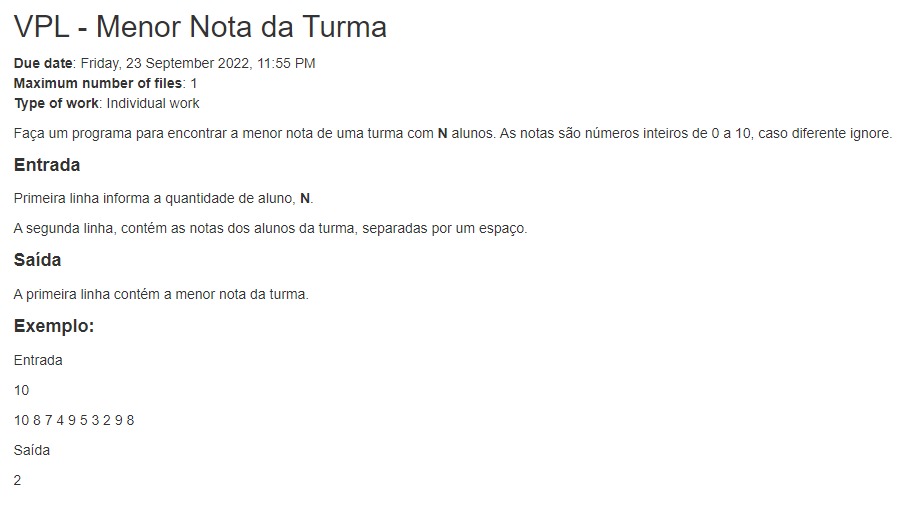 VPL - Menor Nota da Turma
Due date: Friday, 23 September 2022, 11:55 PM
Maximum number of files: 1
Type of work: Individual work
Faça um programa para encontrar a menor nota de uma turma com N alunos. As notas são números inteiros de 0 a 10, caso diferente ignore.
Entrada
Primeira linha informa a quantidade de aluno, N.
A segunda linha, contém as notas dos alunos da turma, separadas por um espaço.
Saída
A primeira linha contém a menor nota da turma.
Exemplo:
Entrada
10
10 8 7 4 9 5 3 2 9 8
Saída
2